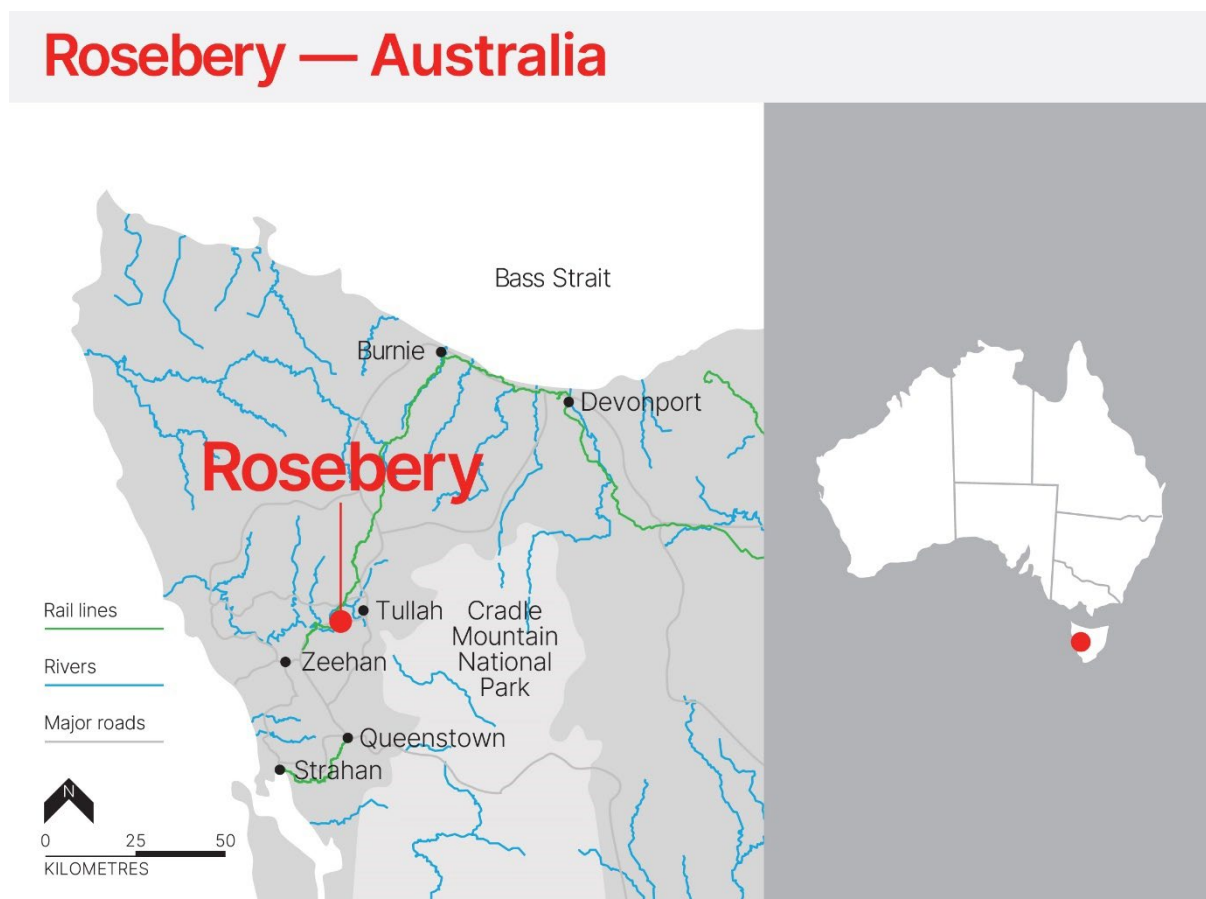 Rosebery — Australia
Bass Strait
Burnie
Devonport
Rosebery
Tullah
Cradle
Mountain
National
Park
Zeehan
Queenstown
Strahan
Rail lines
Rivers
Major roads
N
0 25 50
KILOMETRES